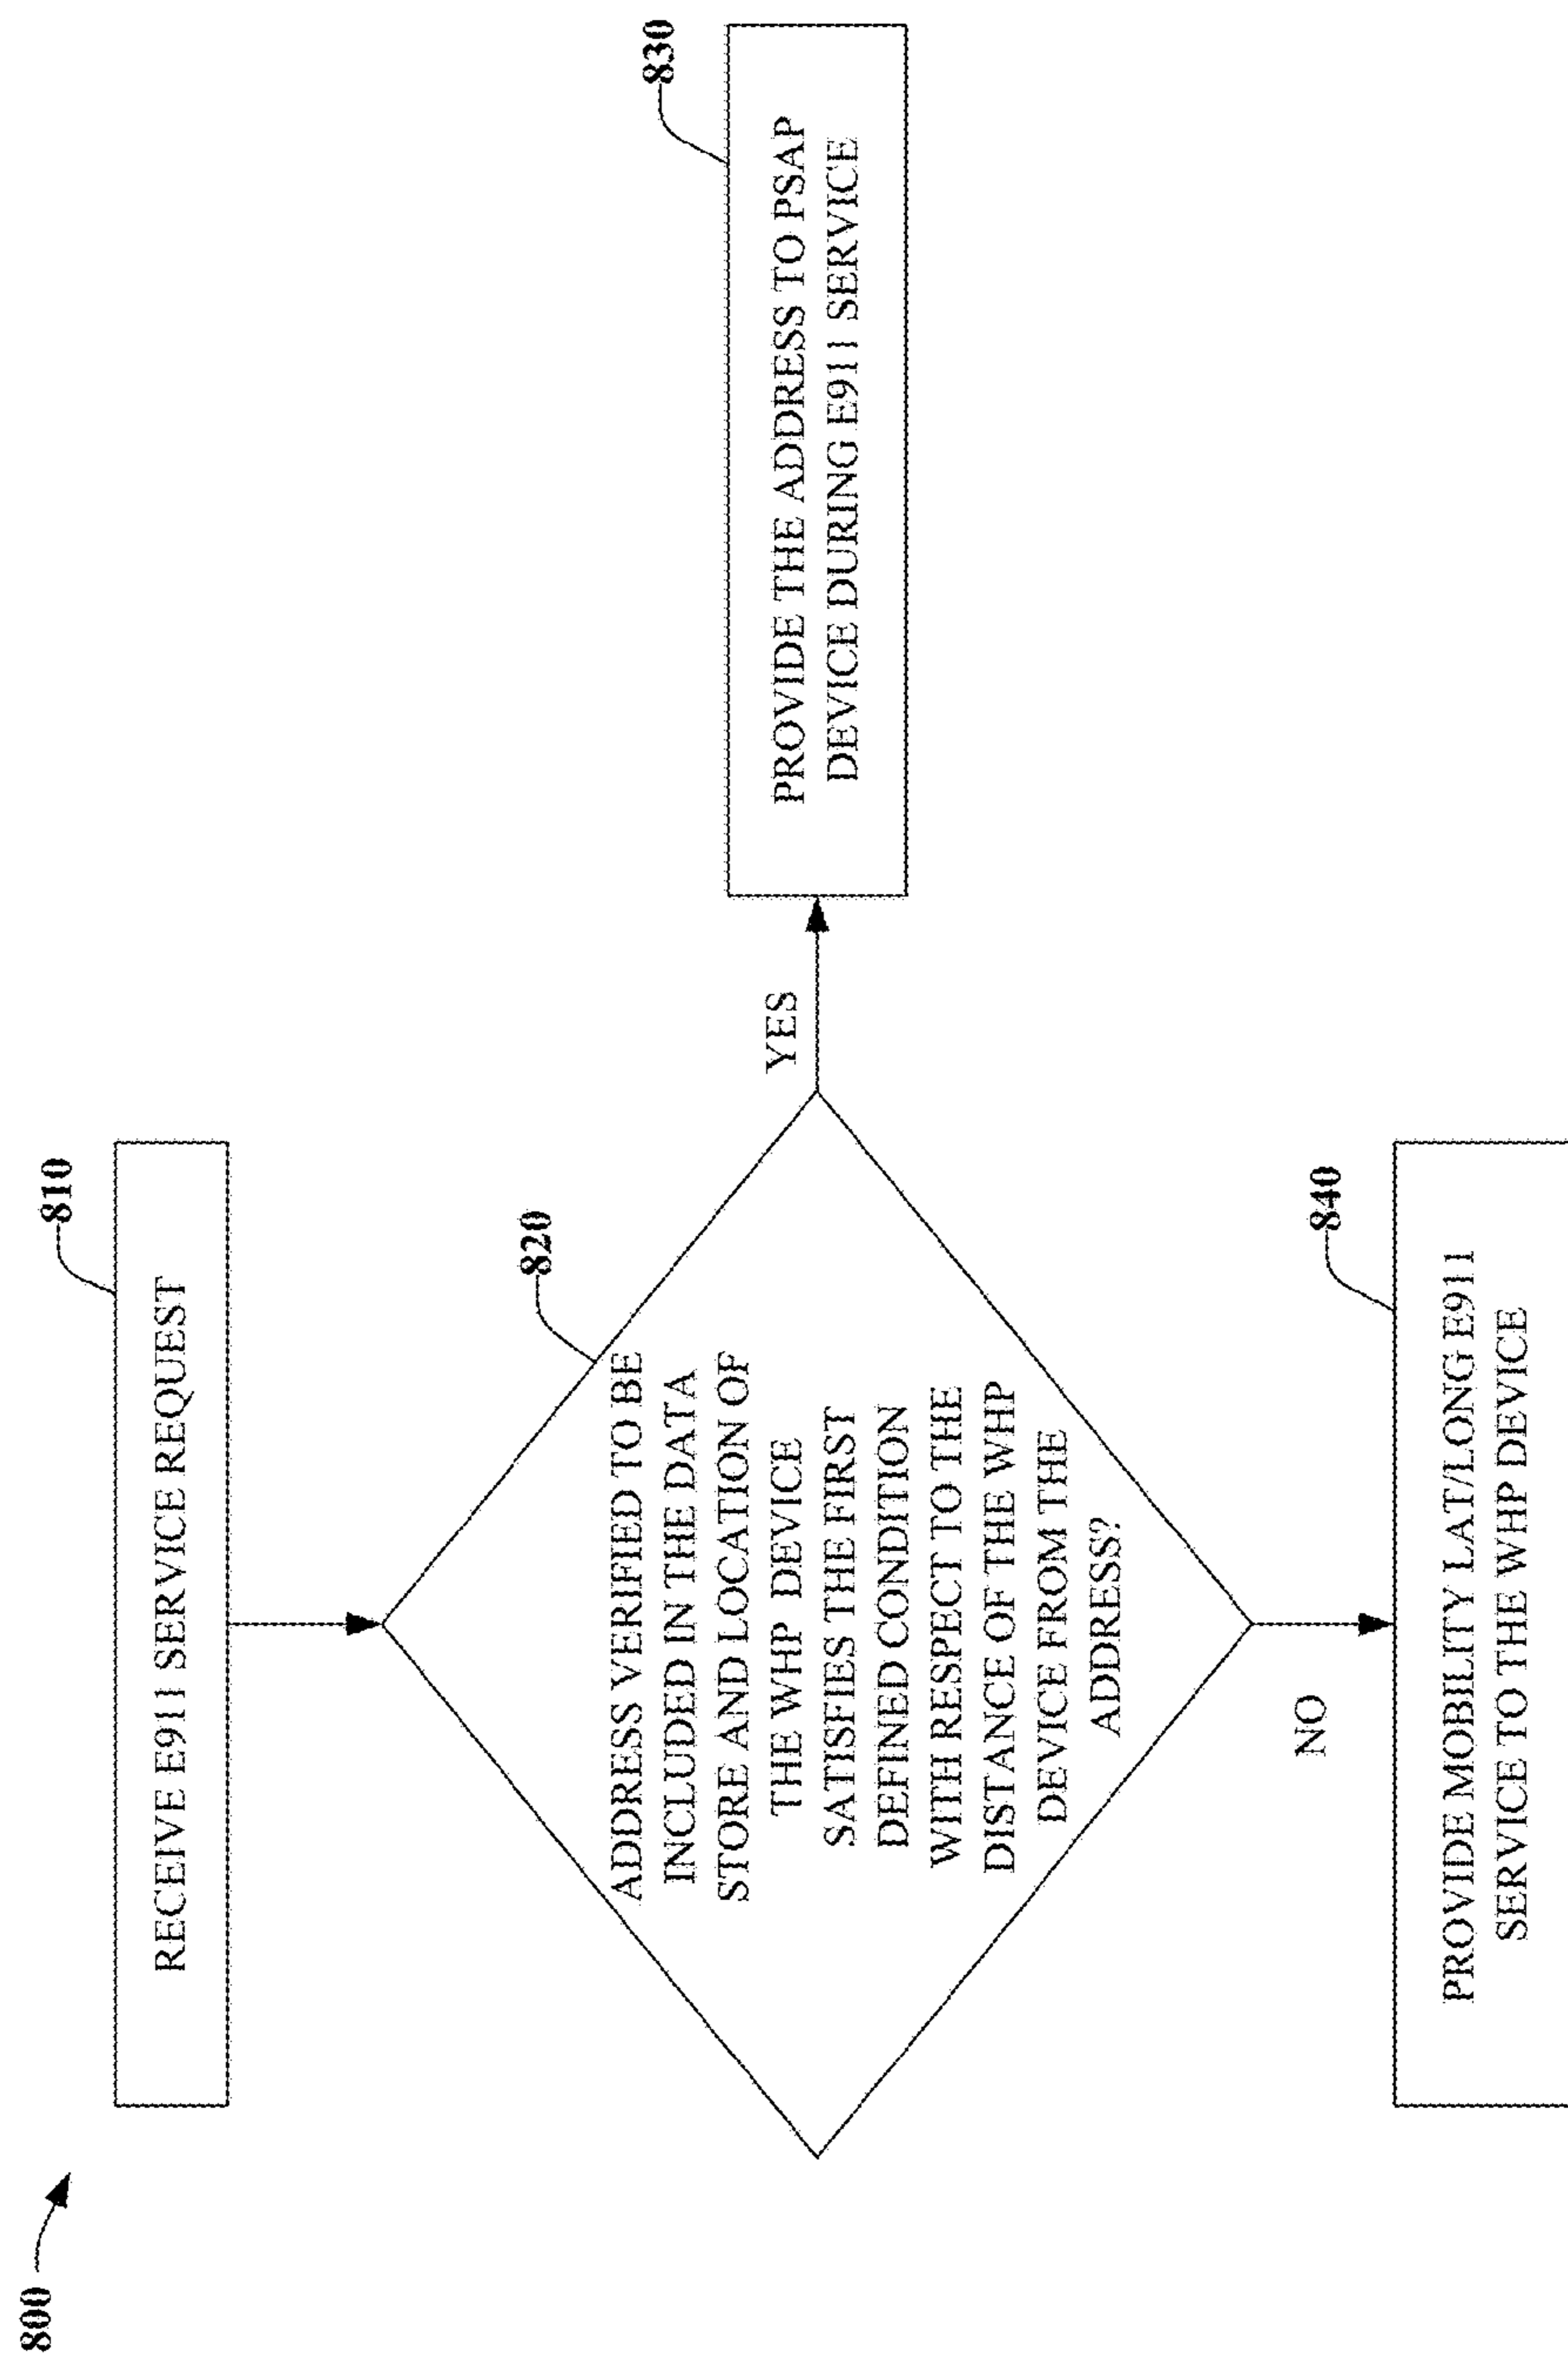 800
810
RECEIVE E911 SERVICE REQUEST
820
ADDRESS VERIFIED TO BE
INCLUDED IN THE DATA
STORE AND LOCATION OF
THE WHP DEVICE
SATISFIES THE FIRST
DEFINED CONDITION
WITH RESPECT TO THE
DISTANCE OF THE WHP
DEVICE FROM THE
ADDRESS?
YES
830
PROVIDE THE ADDRESS TO PSAP
DEVICE DURING E911 SERVICE
NO
840
PROVIDE MOBILITY LAT/LONG E911
SERVICE TO THE WHP DEVICE